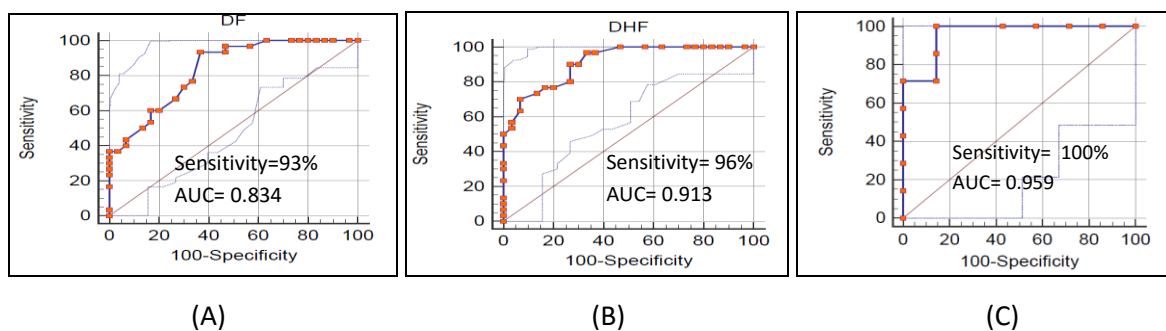 DF
100
80
60
40
20
0
Sensitivity
Sensitivity=93%
AUC= 0.834
0 20 40 60 80 100
100-Specificity
(A)
DHF
100
80
60
40
20
0
Sensitivity
Sensitivity= 96%
AUC= 0.913
0 20 40 60 80 100
100-Specificity
(B)
100
80
60
40
20
0
Sensitivity
Sensitivity= 100%
AUC= 0.959
0 20 40 60 80 100
100-Specificity
(C)